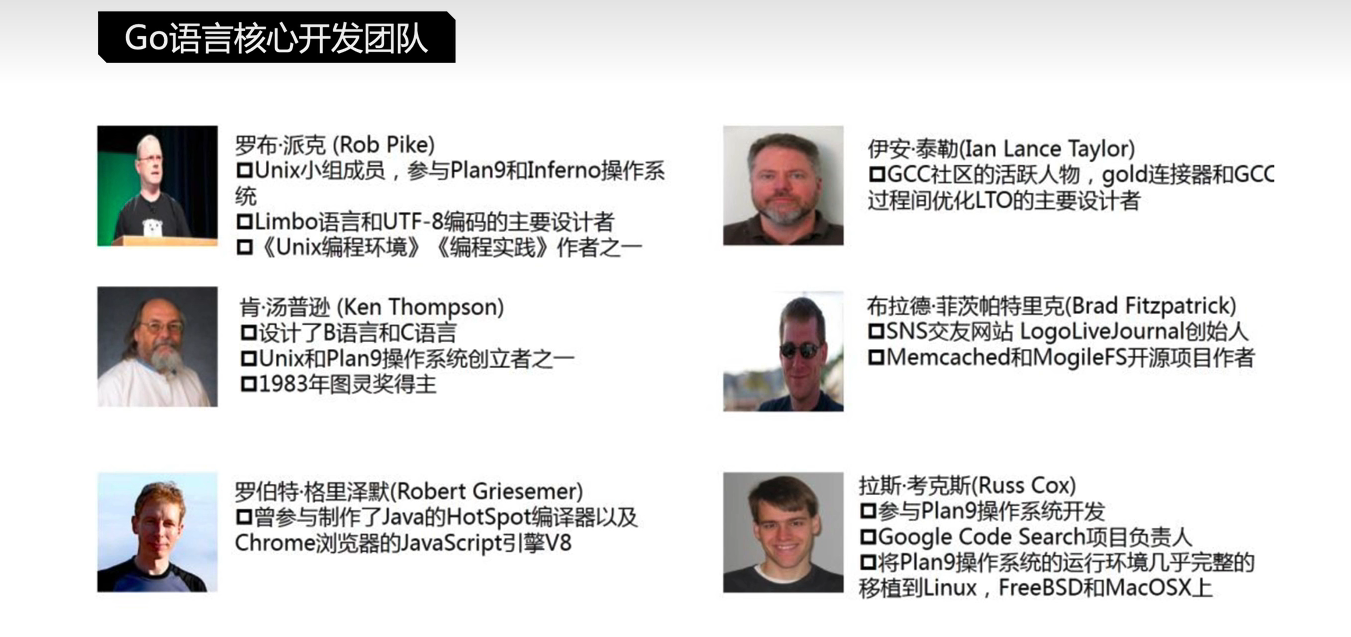 Go语言核心开发团队
罗布·派克 (Rob Pike)
❑Unix小组成员，参与Plan9和Inferno操作系
统
❑Limbo语言和UTF-8编码的主要设计者
❑《Unix编程环境》《编程实践》作者之一
肯·汤普逊 (Ken Thompson)
❑设计了B语言和C语言
❑Unix和Plan9操作系统创立者之一
❑1983年图灵奖得主
罗伯特·格里泽默(Robert Griesemer)
❑曾参与制作了Java的HotSpot编译器以及
Chrome浏览器的JavaScript引擎V8
伊安·泰勒(Ian Lance Taylor)
❑GCC社区的活跃人物，gold连接器和GCC
过程间优化LTO的主要设计者
布拉德·菲茨帕特里克(Brad Fitzpatrick)
❑SNS交友网站 LogoLiveJournal创始人
❑Memcached和MogileFS开源项目作者
拉斯·考克斯(Russ Cox)
❑参与Plan9操作系统开发
❑Google Code Search项目负责人
❑将Plan9操作系统的运行环境几乎完整的
移植到Linux，FreeBSD和MacOSX上